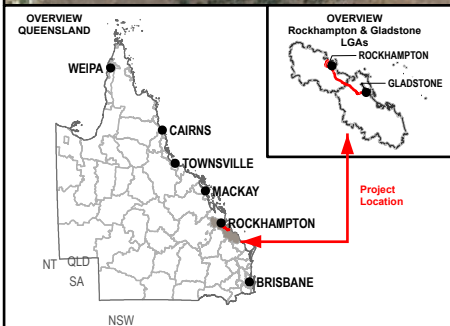 OVERVIEW
QUEENSLAND
WEIPA
CAIRNS
TOWNSVILLE
MACKAY
ROCKHAMPTON
BRISBANE
NT
QLD
SA
NSW
OVERVIEW
Rockhampton & Gladstone
LGAs
ROCKHAMPTON
GLADSTONE
Project
Location